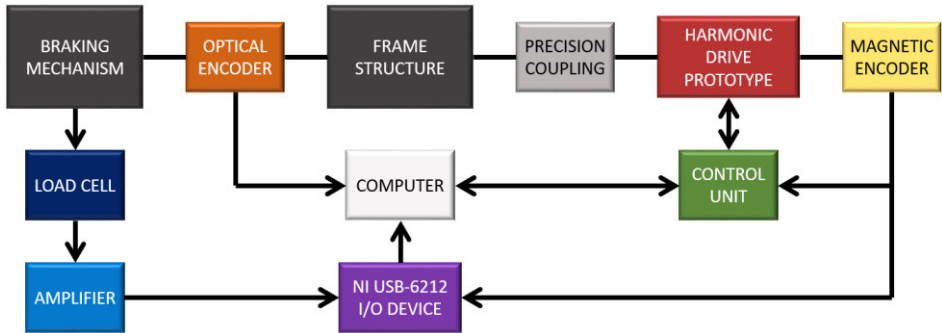 BRAKING
MECHANISM
OPTICAL
ENCODER
FRAME
STRUCTURE
PRECISION
COUPLING
HARMONIC
DRIVE
PROTOTYPE
MAGNETIC
ENCODER
LOAD CELL
COMPUTER
CONTROL
UNIT
AMPLIFIER
NI USB-6212
I/O DEVICE